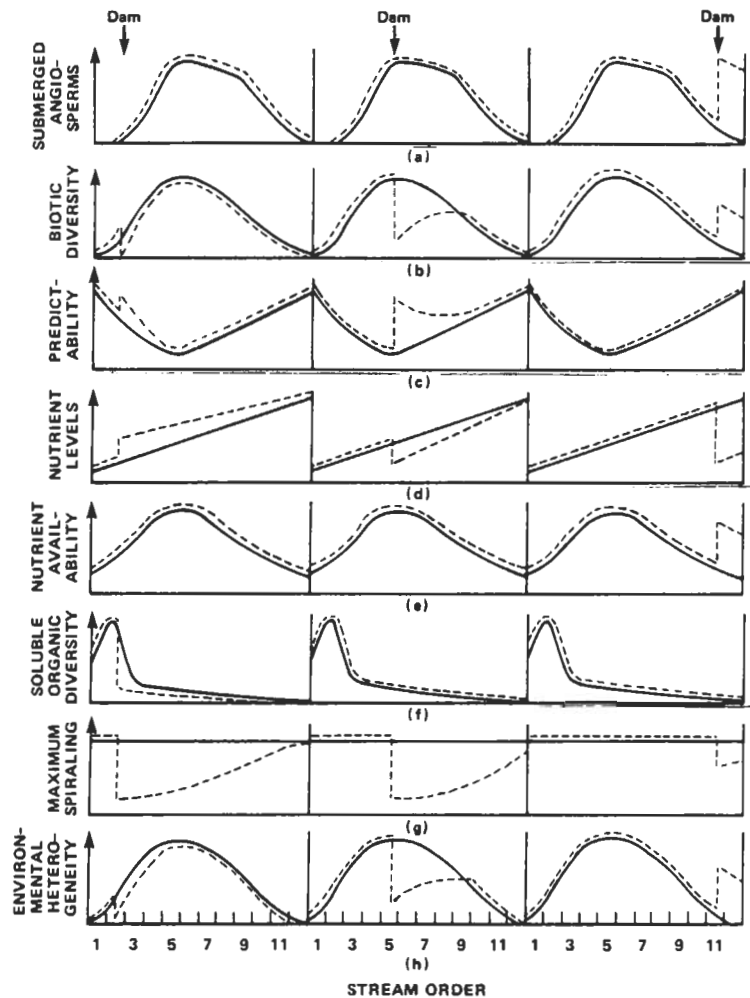 Dam Dam Dam
SUBMERGED
ANGIO-
SPERMS
(a)
BIOTIC
DIVERSITY
(b)
PREDICT-
ABILITY
(c)
NUTRIENT
LEVELS
(d)
NUTRIENT
AVAIL-
ABILITY
(e)
SOLUBLE
ORGANIC
DIVERSITY
(f)
MAXIMUM
SPIRALING
(g)
ENVIRON-
MENTAL
HETERO-
GENEITY
1 3 5 7 9 11 1 3 5 7 9 11 1 3 5 7 9 11
(h)
STREAM ORDER